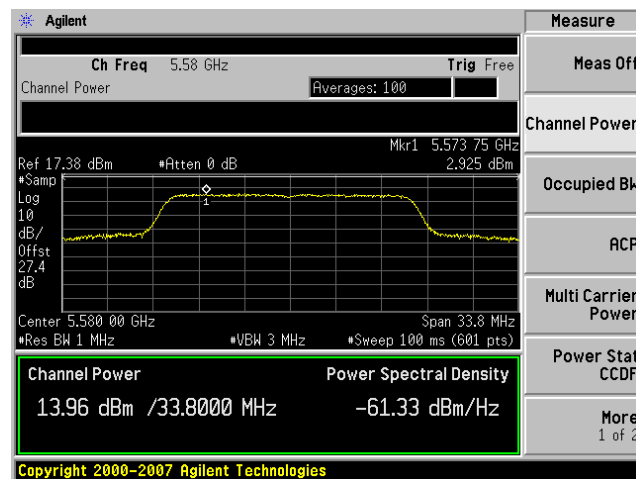 Agilent
Measure
Ch Freq 5.58 GHz Trig Free
Meas Off
Channel Power Averages: 100
Channel Power
Mkr1 5.573 75 GHz
Ref 17.38 dBm #Atten 0 dB 2.925 dBm
#Samp
Log
10
dB/
Offst
27.4
dB
1
Occupied BW
ACP
Multi Carrier
Power
Center 5.580 00 GHz Span 33.8 MHz
#Res BW 1 MHz #VBW 3 MHz #Sweep 100 ms (601 pts)
Power Stat
CCDF
Channel Power Power Spectral Density
13.96 dBm /33.8000 MHz -61.33 dBm/Hz
More
1 of 2
Copyright 2000-2007 Agilent Technologies